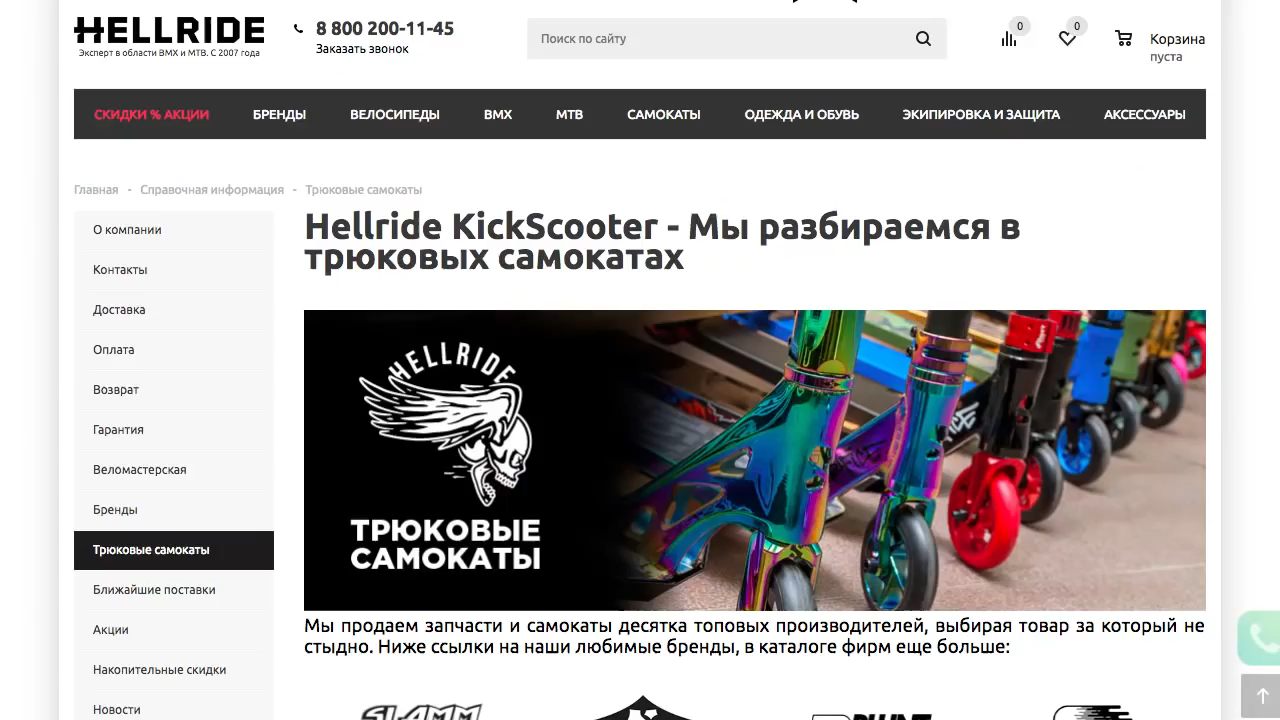 HELLRIDE
Эксперт в области BMX и MTB. С 2007 года
8 800 200-11-45
Заказать звонок
Поиск по сайту
0
0
Корзина
пуста
СКИДКИ % АКЦИИ
БРЕНДЫ
ВЕЛОСИПЕДЫ
BMX
МТВ
САМОКАТЫ
ОДЕЖДА И ОБУВЬ
ЭКИПИРОВКА И ЗАЩИТА
АКСЕССУАРЫ
Главная - Справочная информация - Трюковые самокаты
О компании
Контакты
Доставка
Оплата
Возврат
Гарантия
Веломастерская
Бренды
Трюковые самокаты
Ближайшие поставки
Акции
Накопительные скидки
Новости
Hellride KickScooter - Мы разбираемся в
трюковых самокатах
HELLRIDE
ТРЮКОВЫЕ
САМОКАТЫ
Мы продаем запчасти и самокаты десятка топовых производителей, выбирая товар за который не
стыдно. Ниже ссылки на наши любимые бренды, в каталоге фирм еще больше:
SLAMM